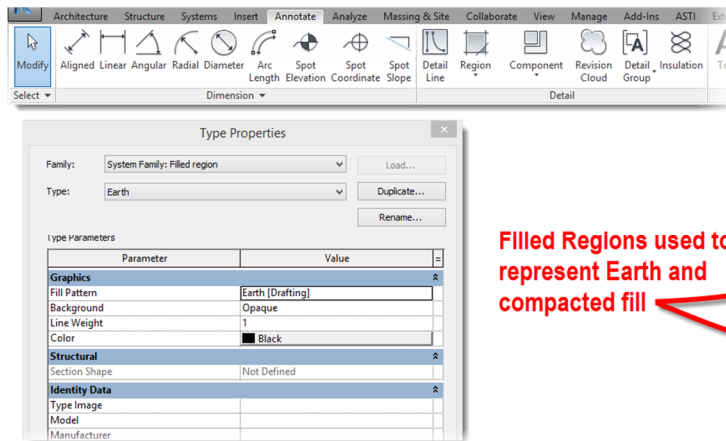 Architecture Structure Systems Insert Annotate Analyze Massing & Site Collaborate View Manage Add-Ins ASTI Ext
Modify Aligned Linear Angular Radial Diameter Arc Length Spot Elevation Spot Coordinate Spot Slope Detail Line Region Component Revision Cloud Detail Group Insulation
Select Dimension Detail
Type Properties
Family: System Family: Filled region Load...
Type: Earth Duplicate...
Rename...
Type Parameters
Parameter Value =
Graphics
Fill Pattern Earth [Drafting]
Background Opaque
Line Weight 1
Color Black
Structural
Section Shape Not Defined
Identity Data
Type Image
Model
Manufacturer
Filled Regions used to
represent Earth and
compacted fill